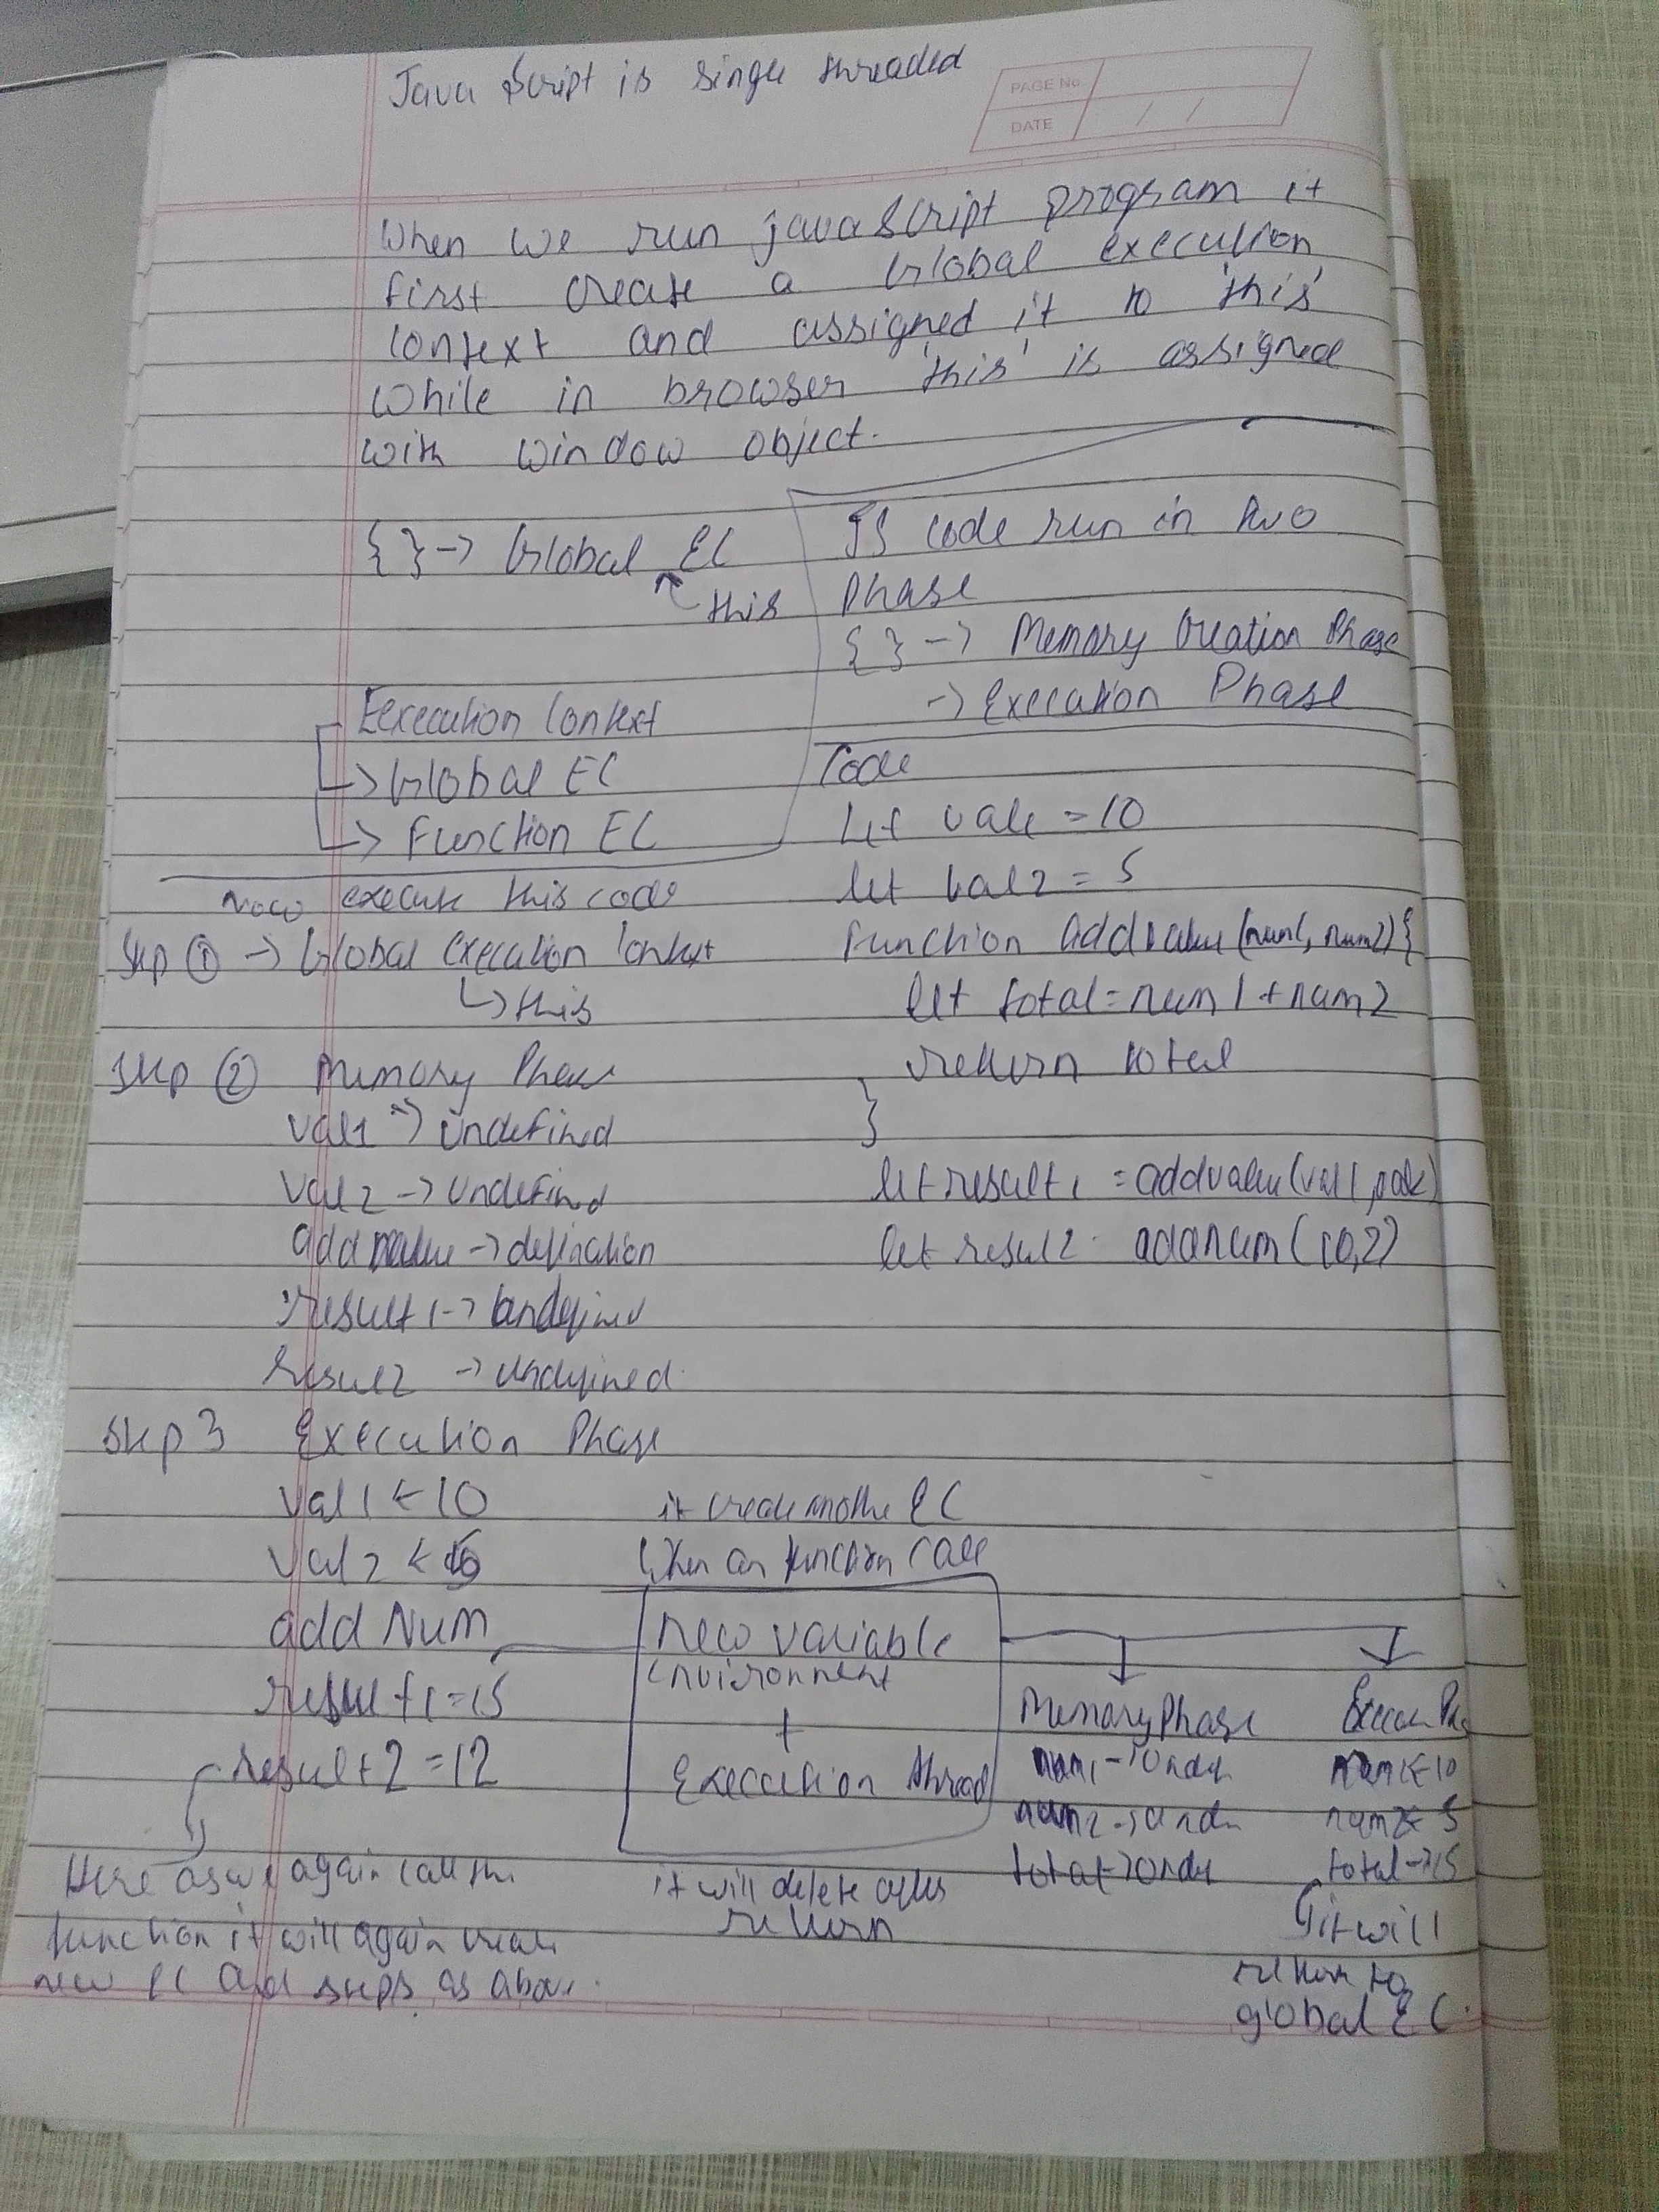 Java Script is single threaded
PAGE No.
DATE / /
When we run javaScript program it
first create a Global execution
context and assigned it to 'this'
while in browser 'this' is assigned
with window object.
{ } -> Global EC
this
Eexecution Context
-> Global EC
-> Function EC
JS code run in two
Phase
{ } -> Memory Creation Phase
-> Execution Phase
Code
let val1 = 10
let val2 = 5
function addvalue (num1, num2) {
let total = num1 + num2
return total
}
let result1 = addvalue (val1,
let result2 = addnum (10,2)
now execute this code
Step ① -> Global Execution Context
↳ this
Step ② Memory Phase
val1 -> undefined
val2 -> undefined
addvalue -> defination
result1 -> undefined
result2 -> undefined
Step 3 Execution Phase
val1 <- 10
val2 <- 5
add Num
result1 = 15
result2 = 12
it create another EC
when a function call
new variable
environment
+
Execution thread
it will delete after
return
Memory Phase
num1 -> undn
num2 -> undn
total -> undn
Execution
num1 <- 10
num2 <- 5
total -> 15
it will
return to
global EC
Here as we again call the
function it will again create
new EC and steps as above.